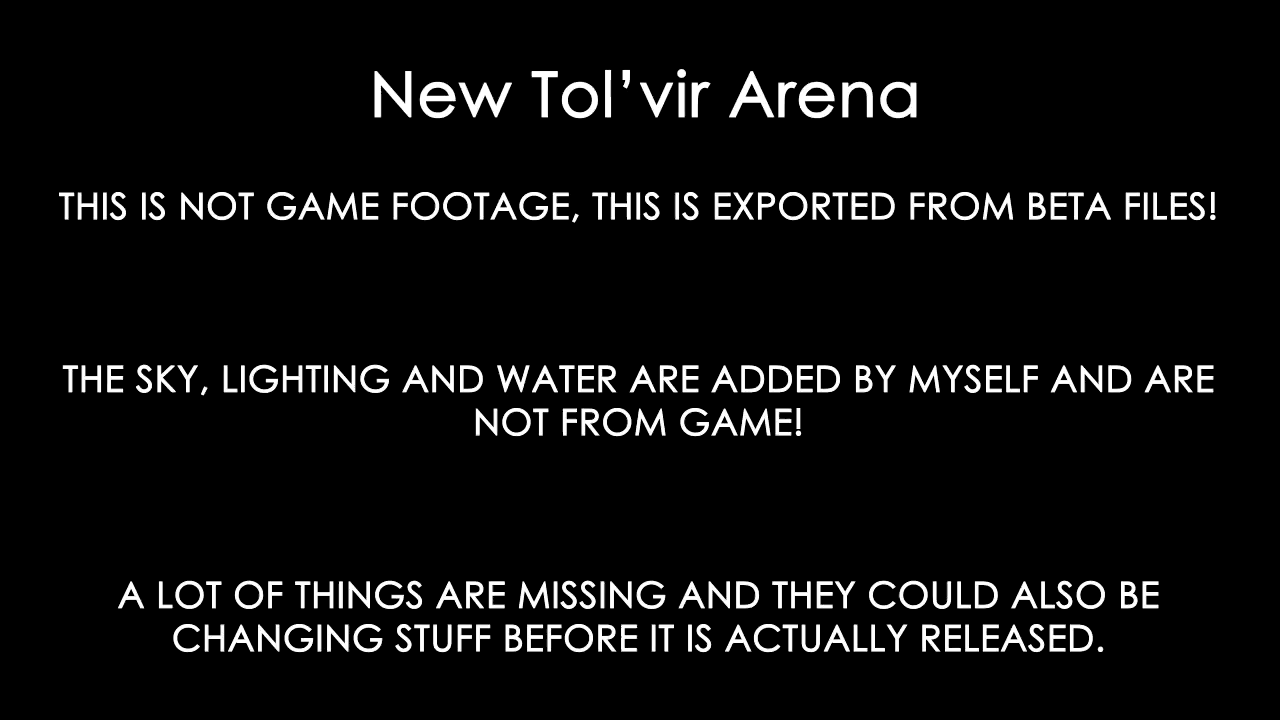 New Tol’vir Arena
THIS IS NOT GAME FOOTAGE, THIS IS EXPORTED FROM BETA FILES!
THE SKY, LIGHTING AND WATER ARE ADDED BY MYSELF AND ARE
NOT FROM GAME!
A LOT OF THINGS ARE MISSING AND THEY COULD ALSO BE
CHANGING STUFF BEFORE IT IS ACTUALLY RELEASED.